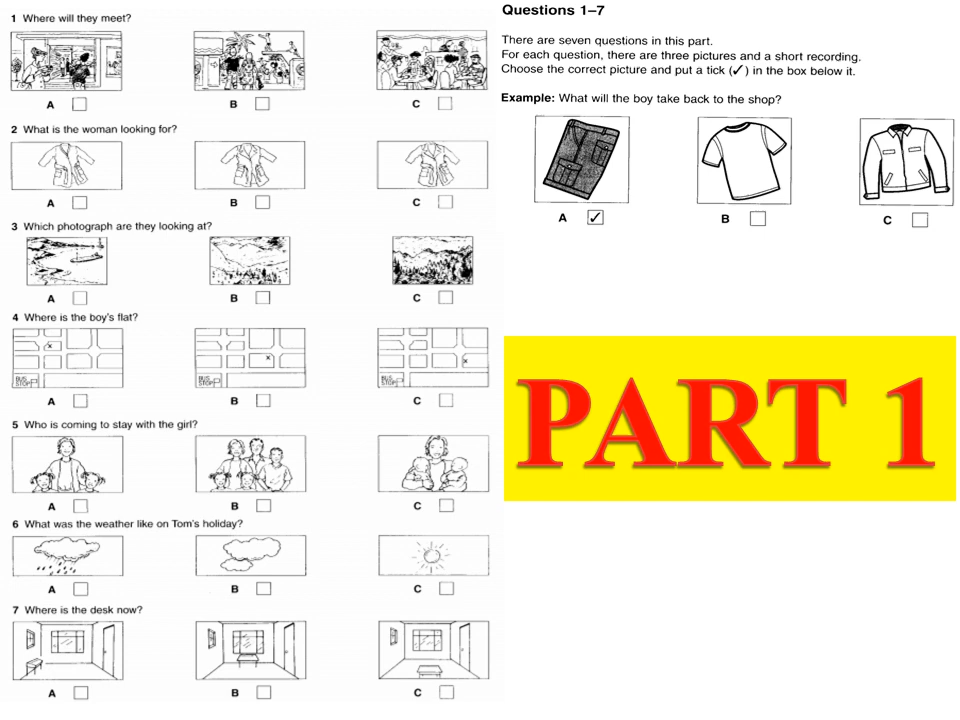 1 Where will they meet?
A B C
2 What is the woman looking for?
A B C
3 Which photograph are they looking at?
A B C
4 Where is the boy's flat?
BUS STOP
BUS STOP
BUS STOP
A B C
5 Who is coming to stay with the girl?
A B C
6 What was the weather like on Tom's holiday?
A B C
7 Where is the desk now?
A B C
Questions 1–7
There are seven questions in this part.
For each question, there are three pictures and a short recording.
Choose the correct picture and put a tick (✓) in the box below it.
Example: What will the boy take back to the shop?
A ✓ B C
PART 1